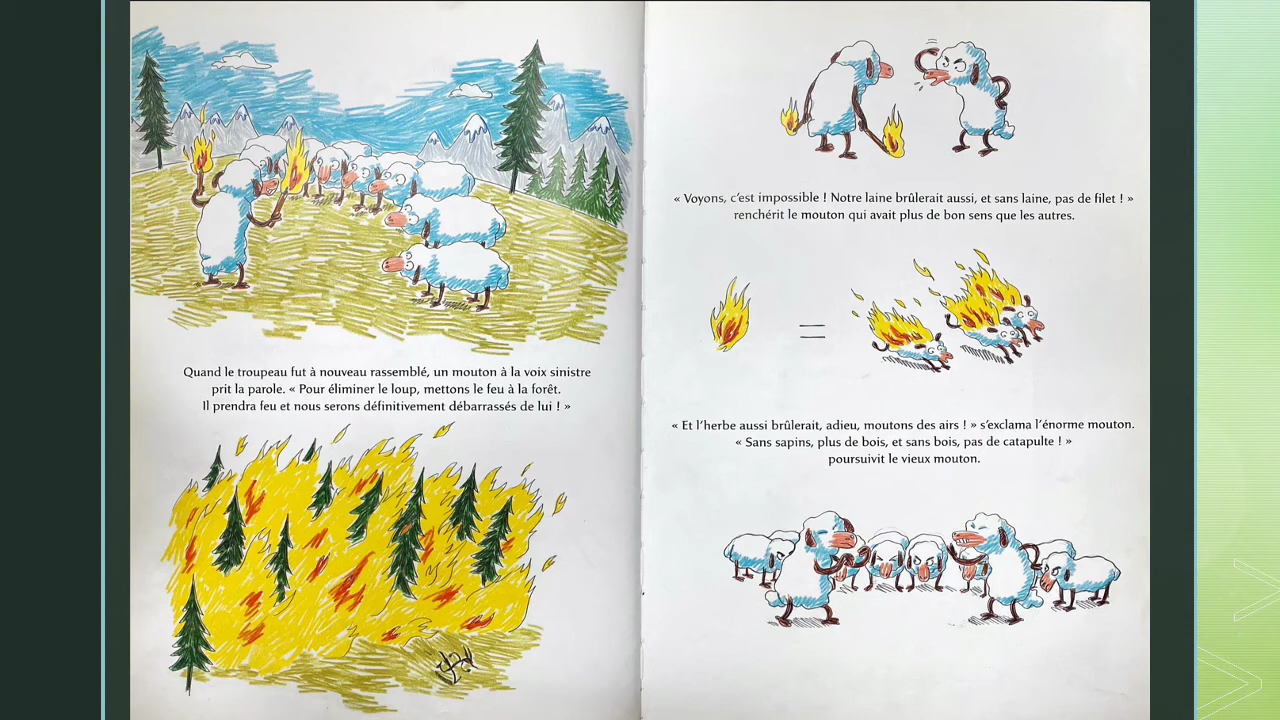 Quand le troupeau fut à nouveau rassemblé, un mouton à la voix sinistre
prit la parole. « Pour éliminer le loup, mettons le feu à la forêt.
Il prendra feu et nous serons définitivement débarrassés de lui ! »
« Voyons, c'est impossible ! Notre laine brûlerait aussi, et sans laine, pas de filet ! »
renchérit le mouton qui avait plus de bon sens que les autres.
=
« Et l'herbe aussi brûlerait, adieu, moutons des airs ! » s'exclama l'énorme mouton.
« Sans sapins, plus de bois, et sans bois, pas de catapulte ! »
poursuivit le vieux mouton.